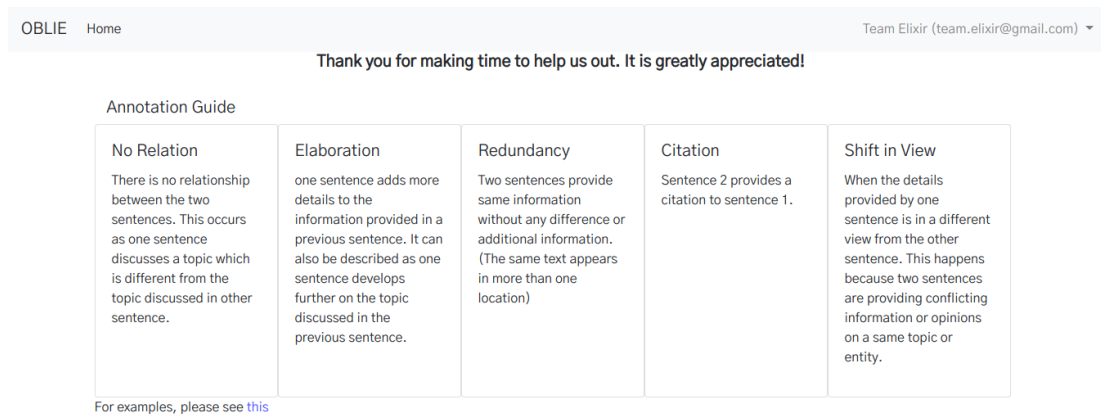 OBLIE Home Team Elixir (team.elixir@gmail.com)
Thank you for making time to help us out. It is greatly appreciated!
Annotation Guide
No Relation
There is no relationship
between the two
sentences. This occurs
as one sentence
discusses a topic which
is different from the
topic discussed in other
sentence.
Elaboration
one sentence adds more
details to the
information provided in a
previous sentence. It can
also be described as one
sentence develops
further on the topic
discussed in the
previous sentence.
Redundancy
Two sentences provide
same information
without any difference or
additional information.
(The same text appears
in more than one
location)
Citation
Sentence 2 provides a
citation to sentence 1.
Shift in View
When the details
provided by one
sentence is in a different
view from the other
sentence. This happens
because two sentences
are providing conflicting
information or opinions
on a same topic or
entity.
For examples, please see this